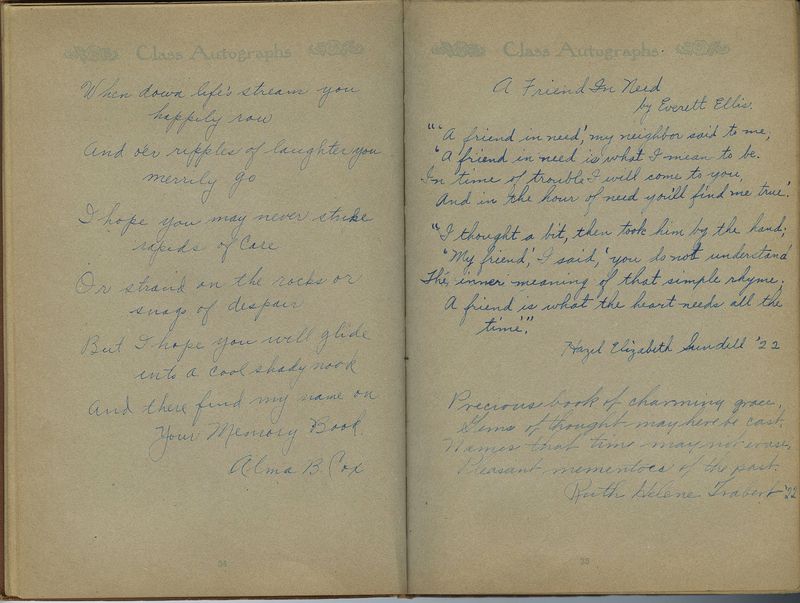 Class Autographs
When down life's stream you
happily row
And o'er ripples of laughter you
merrily go
I hope you may never strike
rapids of Care
Or strand on the rocks or
snags of despair
But I hope you will glide
into a cool shady nook
And there find my name on
Your Memory Book.
Alma B Cox
34
Class Autographs
A Friend In Need
by Everett Ellis.
"'A friend in need', my neighbor said to me,
'A friend in need is what I mean to be.
In time of trouble I will come to you,
And in the hour of need you'll find me true.'
"I thought a bit, then took him by the hand;
'My friend,' I said, 'you do not understand
The inner meaning of that simple rhyme;
A friend is what the heart needs all the
time.'"
Hazel Elizabeth Sundell '22
Precious book of charming grace,
Gems of thought may here be cast.
Names that time may not erase,
Pleasant mementoes of the past.
Ruth Helene Trabert '22